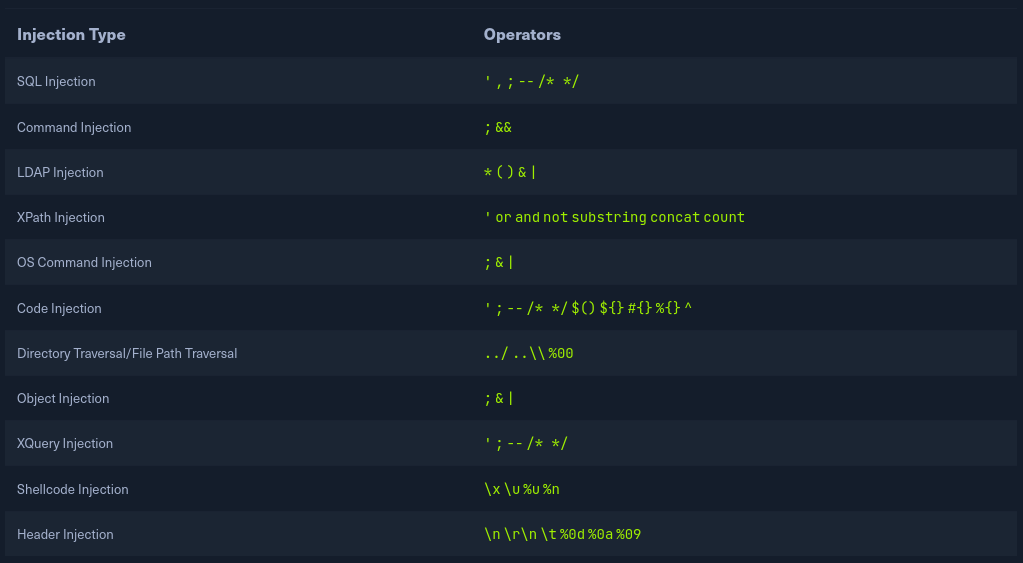 Injection Type Operators
SQL Injection ' , ; -- /* */
Command Injection ; &&
LDAP Injection * ( ) & |
XPath Injection ' or and not substring concat count
OS Command Injection ; & |
Code Injection ' ; -- /* */ $() ${} #{} %{} ^
Directory Traversal/File Path Traversal ../ ..\\ %00
Object Injection ; & |
XQuery Injection ' ; -- /* */
Shellcode Injection \x \u %u %n
Header Injection \n \r\n \t %0d %0a %09